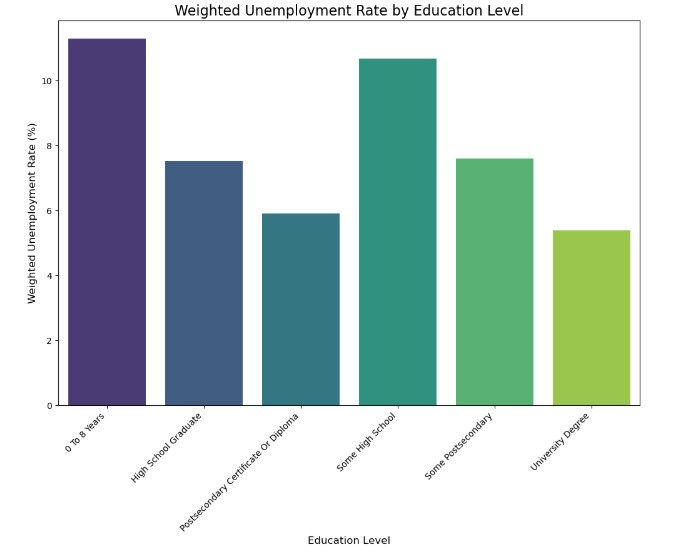 Weighted Unemployment Rate by Education Level
Weighted Unemployment Rate (%)
10
8
6
4
2
0
0 To 8 Years
High School Graduate
Postsecondary Certificate Or Diploma
Some High School
Some Postsecondary
University Degree
Education Level